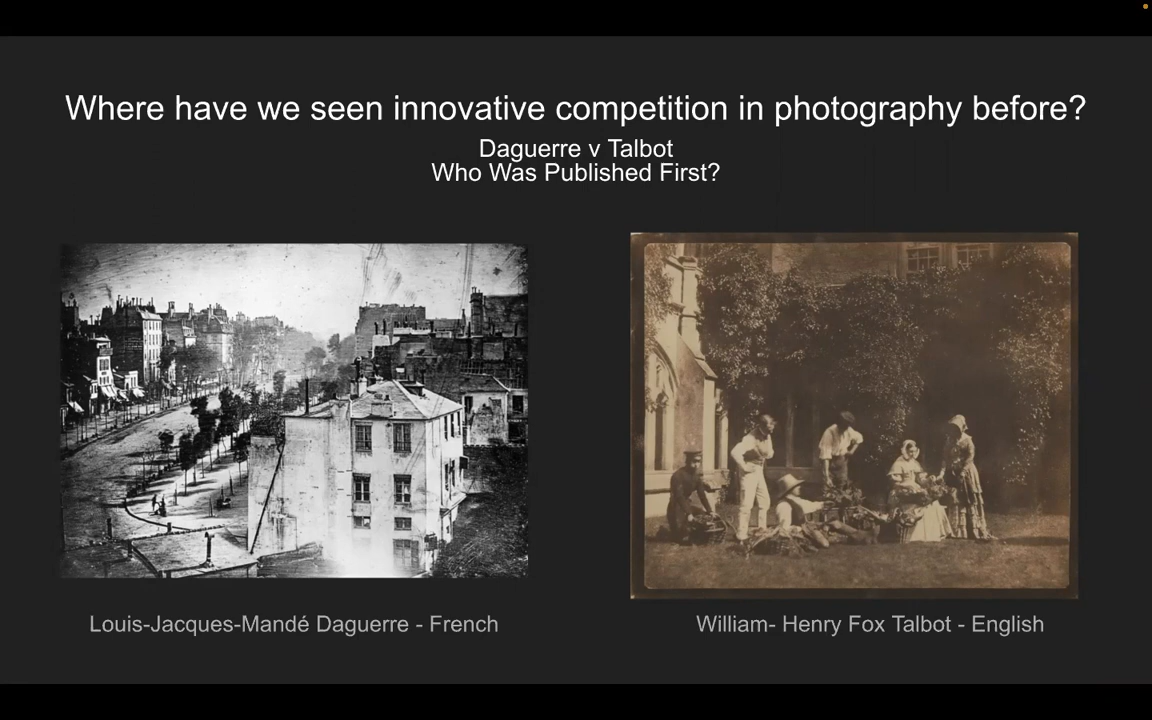 Where have we seen innovative competition in photography before?
Daguerre v Talbot
Who Was Published First?
Louis-Jacques-Mandé Daguerre - French
William- Henry Fox Talbot - English